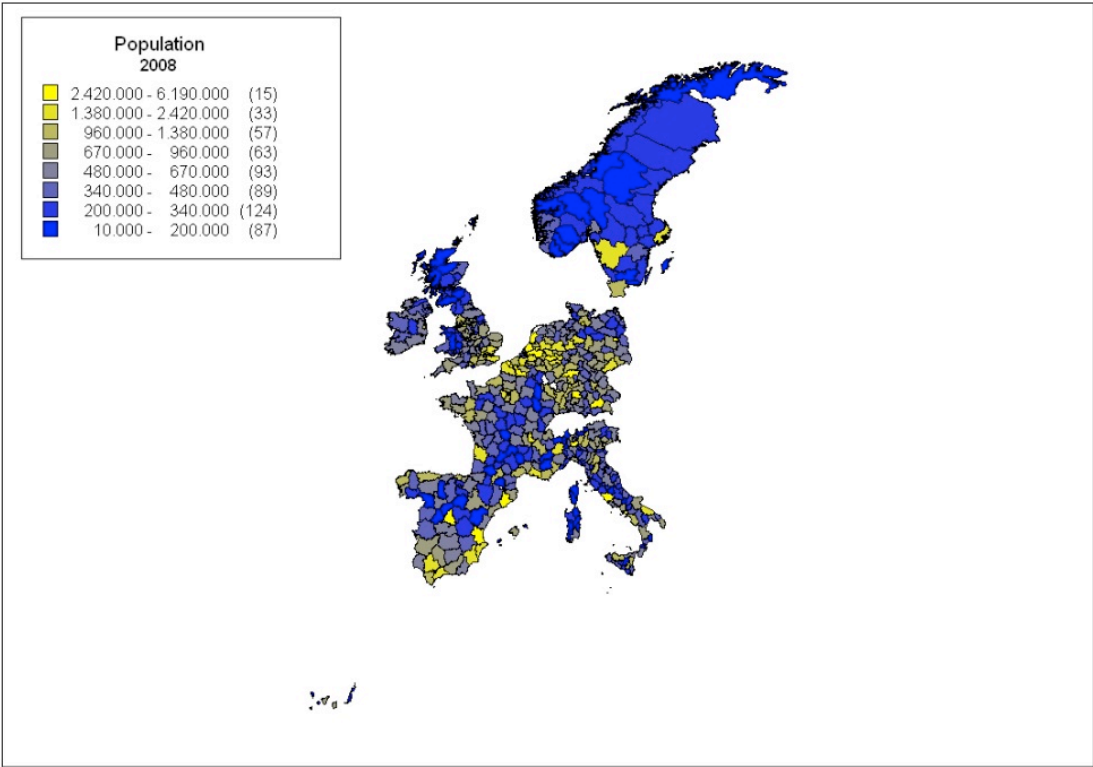 Population
2008
2.420.000 - 6.190.000 (15)
1.380.000 - 2.420.000 (33)
960.000 - 1.380.000 (57)
670.000 - 960.000 (63)
480.000 - 670.000 (93)
340.000 - 480.000 (89)
200.000 - 340.000 (124)
10.000 - 200.000 (87)